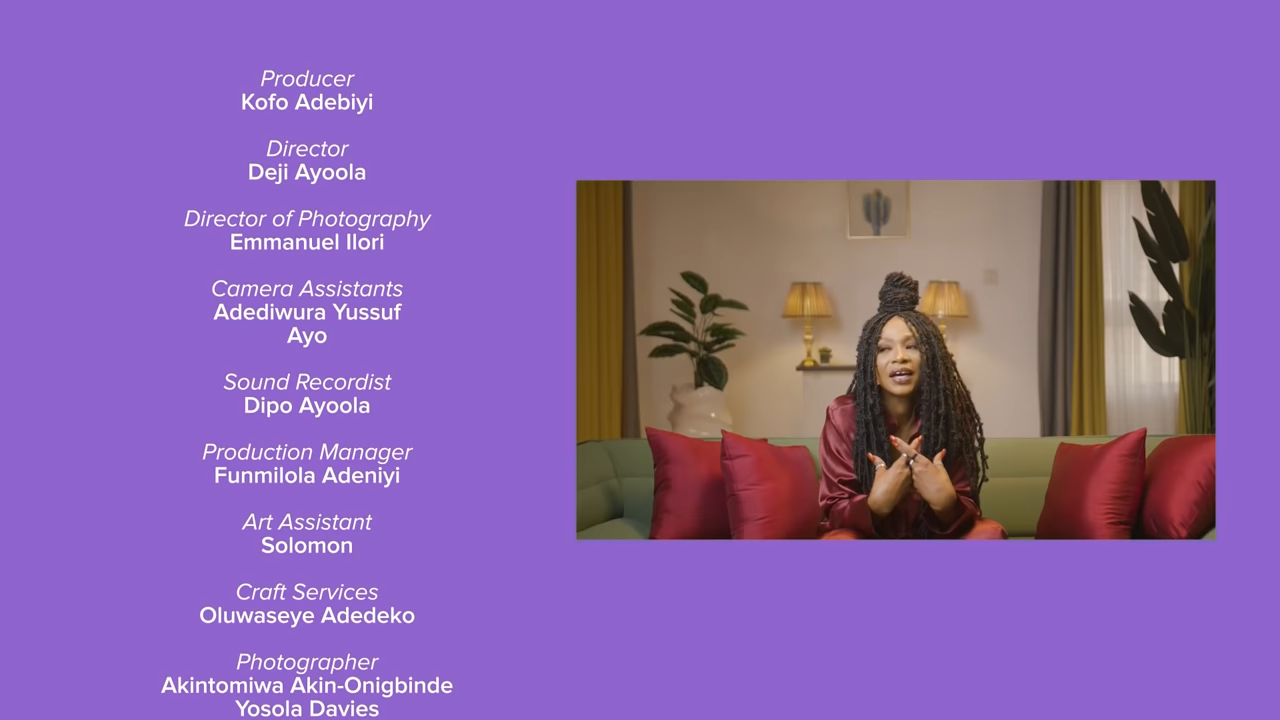 Producer
Kofo Adebiyi
Director
Deji Ayoola
Director of Photography
Emmanuel Ilori
Camera Assistants
Adediwura Yussuf
Ayo
Sound Recordist
Dipo Ayoola
Production Manager
Funmilola Adeniyi
Art Assistant
Solomon
Craft Services
Oluwaseye Adedeko
Photographer
Akintomiwa Akin-Onigbinde
Yosola Davies